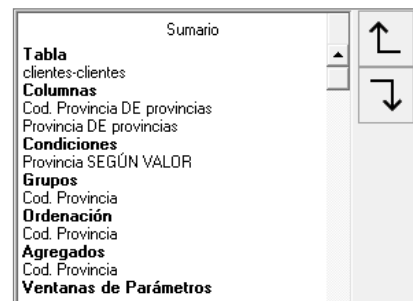 Sumario
Tabla
clientes-clientes
Columnas
Cod. Provincia DE provincias
Provincia DE provincias
Condiciones
Provincia SEGÚN VALOR
Grupos
Cod. Provincia
Ordenación
Cod. Provincia
Agregados
Cod. Provincia
Ventanas de Parámetros